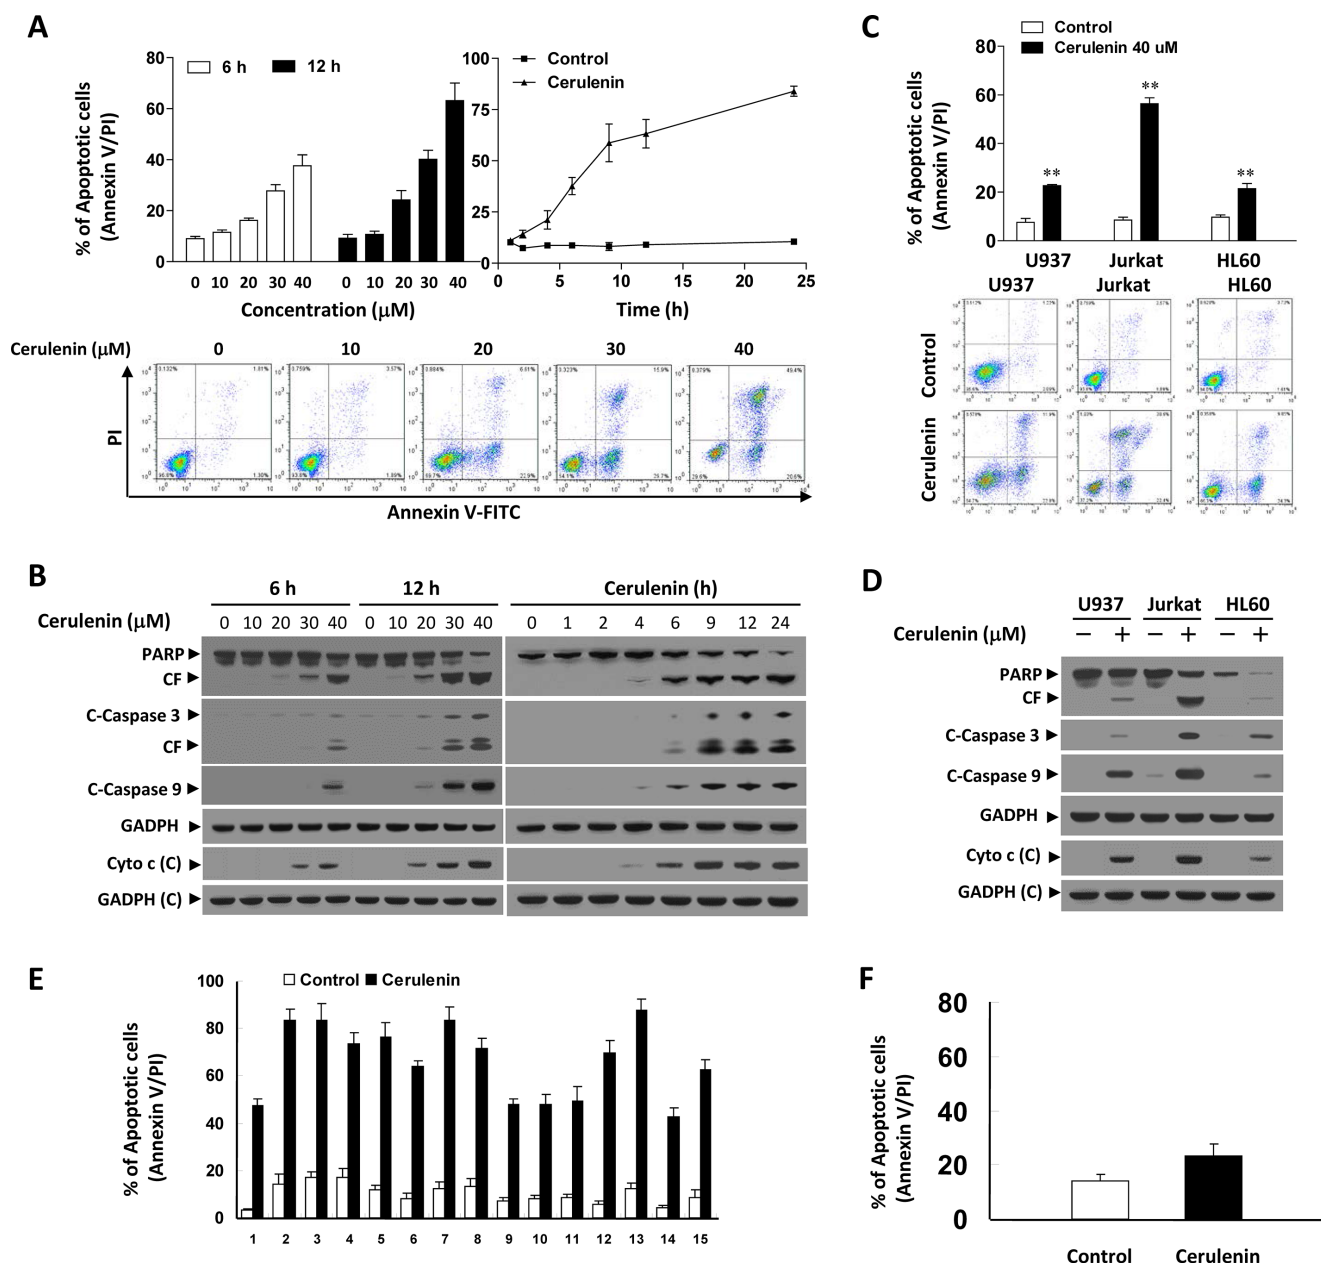 A
% of Apoptotic cells
(Annexin V/PI)
80
60
40
20
0
6 h
12 h
0 10 20 30 40 0 10 20 30 40
Concentration (µM)
100
75
50
25
0
Control
Cerulenin
0 5 10 15 20 25
Time (h)
Cerulenin (µM) 0 10 20 30 40
PI
Annexin V-FITC
B
6 h 12 h Cerulenin (h)
Cerulenin (µM) 0 10 20 30 40 0 10 20 30 40 0 1 2 4 6 9 12 24
PARP
CF
C-Caspase 3
CF
C-Caspase 9
GADPH
Cyto c (C)
GADPH (C)
C
Control
Cerulenin 40 uM
% of Apoptotic cells
(Annexin V/PI)
80
60
40
20
0
** ** **
U937 Jurkat HL60
U937 Jurkat HL60
Control
Cerulenin
D
U937 Jurkat HL60
Cerulenin (µM) − + − + − +
PARP
CF
C-Caspase 3
C-Caspase 9
GADPH
Cyto c (C)
GADPH (C)
E
% of Apoptotic cells
(Annexin V/PI)
Control Cerulenin
100
80
60
40
20
0
1 2 3 4 5 6 7 8 9 10 11 12 13 14 15
F
% of Apoptotic cells
(Annexin V/PI)
80
60
40
20
0
Control Cerulenin